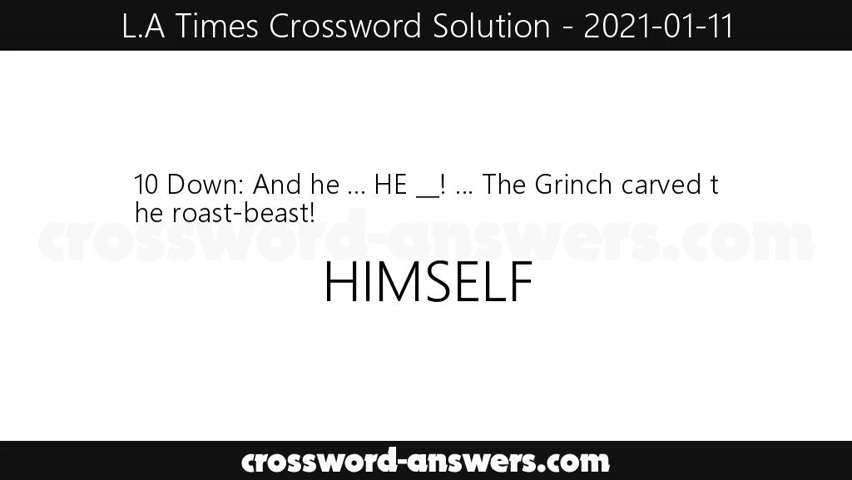 L.A Times Crossword Solution - 2021-01-11
10 Down: And he ... HE __! ... The Grinch carved t
he roast-beast!
crossword-answers.com
HIMSELF
crossword-answers.com